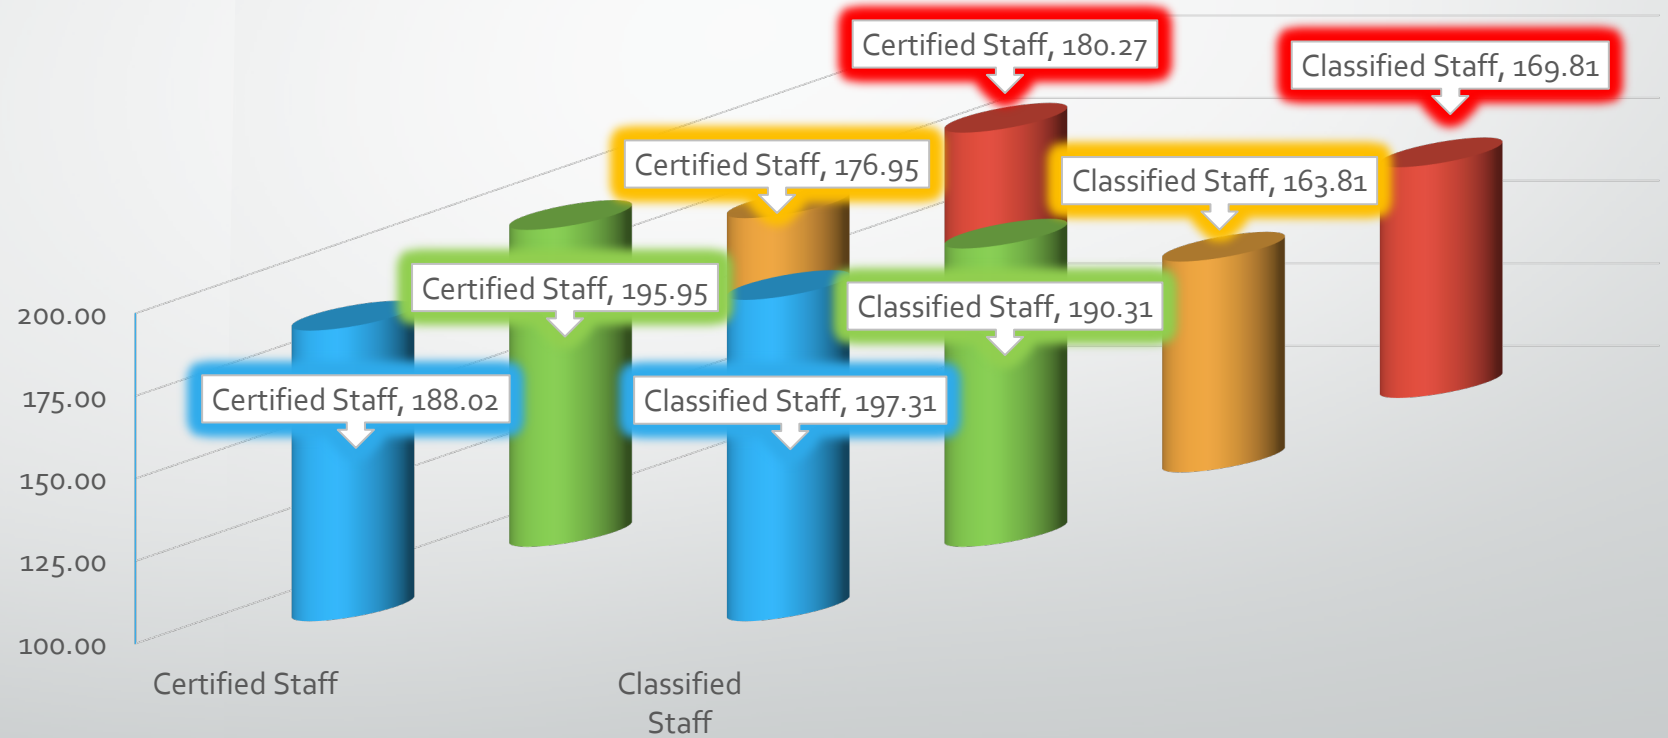 Certified Staff, 180.27
Classified Staff, 169.81
Certified Staff, 176.95
Classified Staff, 163.81
Certified Staff, 195.95
Classified Staff, 190.31
Certified Staff, 188.02
Classified Staff, 197.31
200.00
175.00
150.00
125.00
100.00
Certified Staff
Classified
Staff